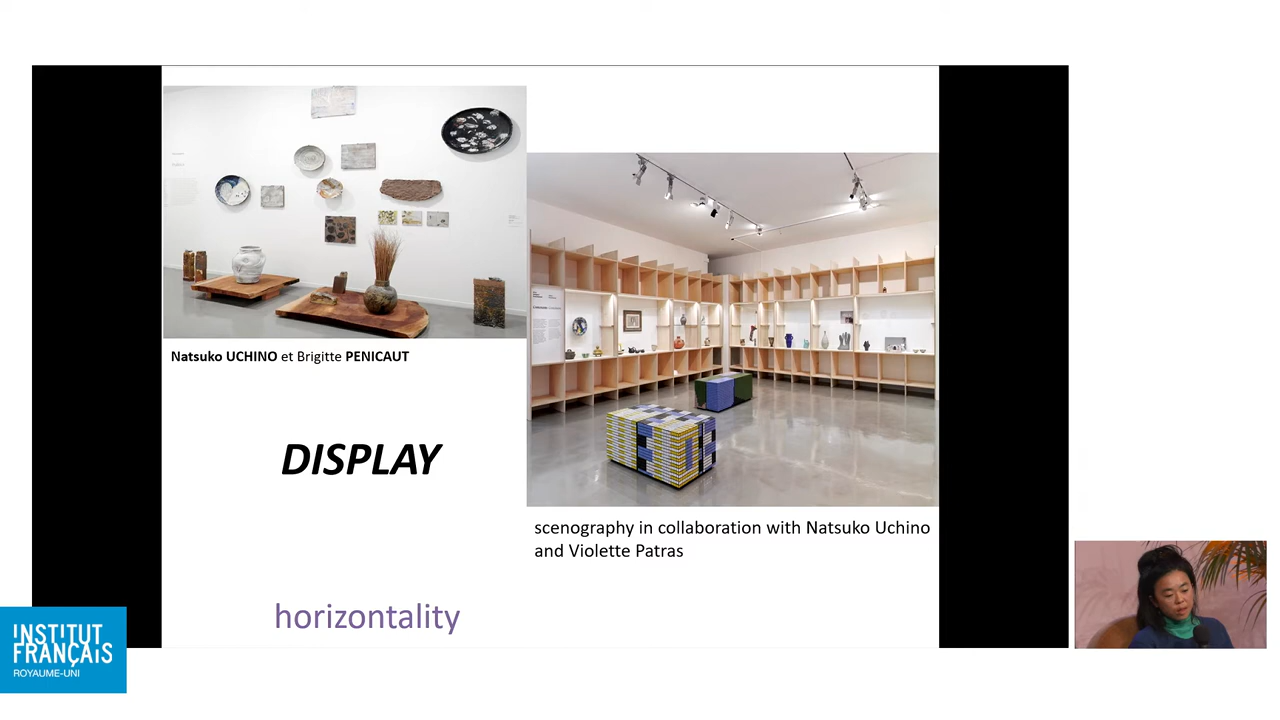 Natsuko UCHINO et Brigitte PENICAUT
DISPLAY
scenography in collaboration with Natsuko Uchino
and Violette Patras
horizontality
INSTITUT
FRANÇAIS
ROYAUME-UNI